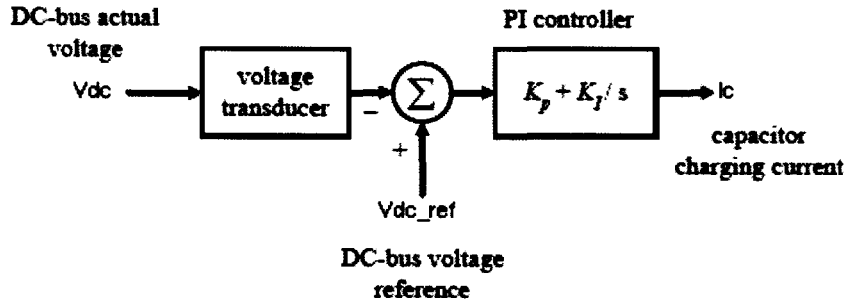 DC-bus actual
voltage
Vdc
voltage
transducer
−
Σ
+
Vdc_ref
DC-bus voltage
reference
PI controller
K_p + K_I / s
Ic
capacitor
charging current